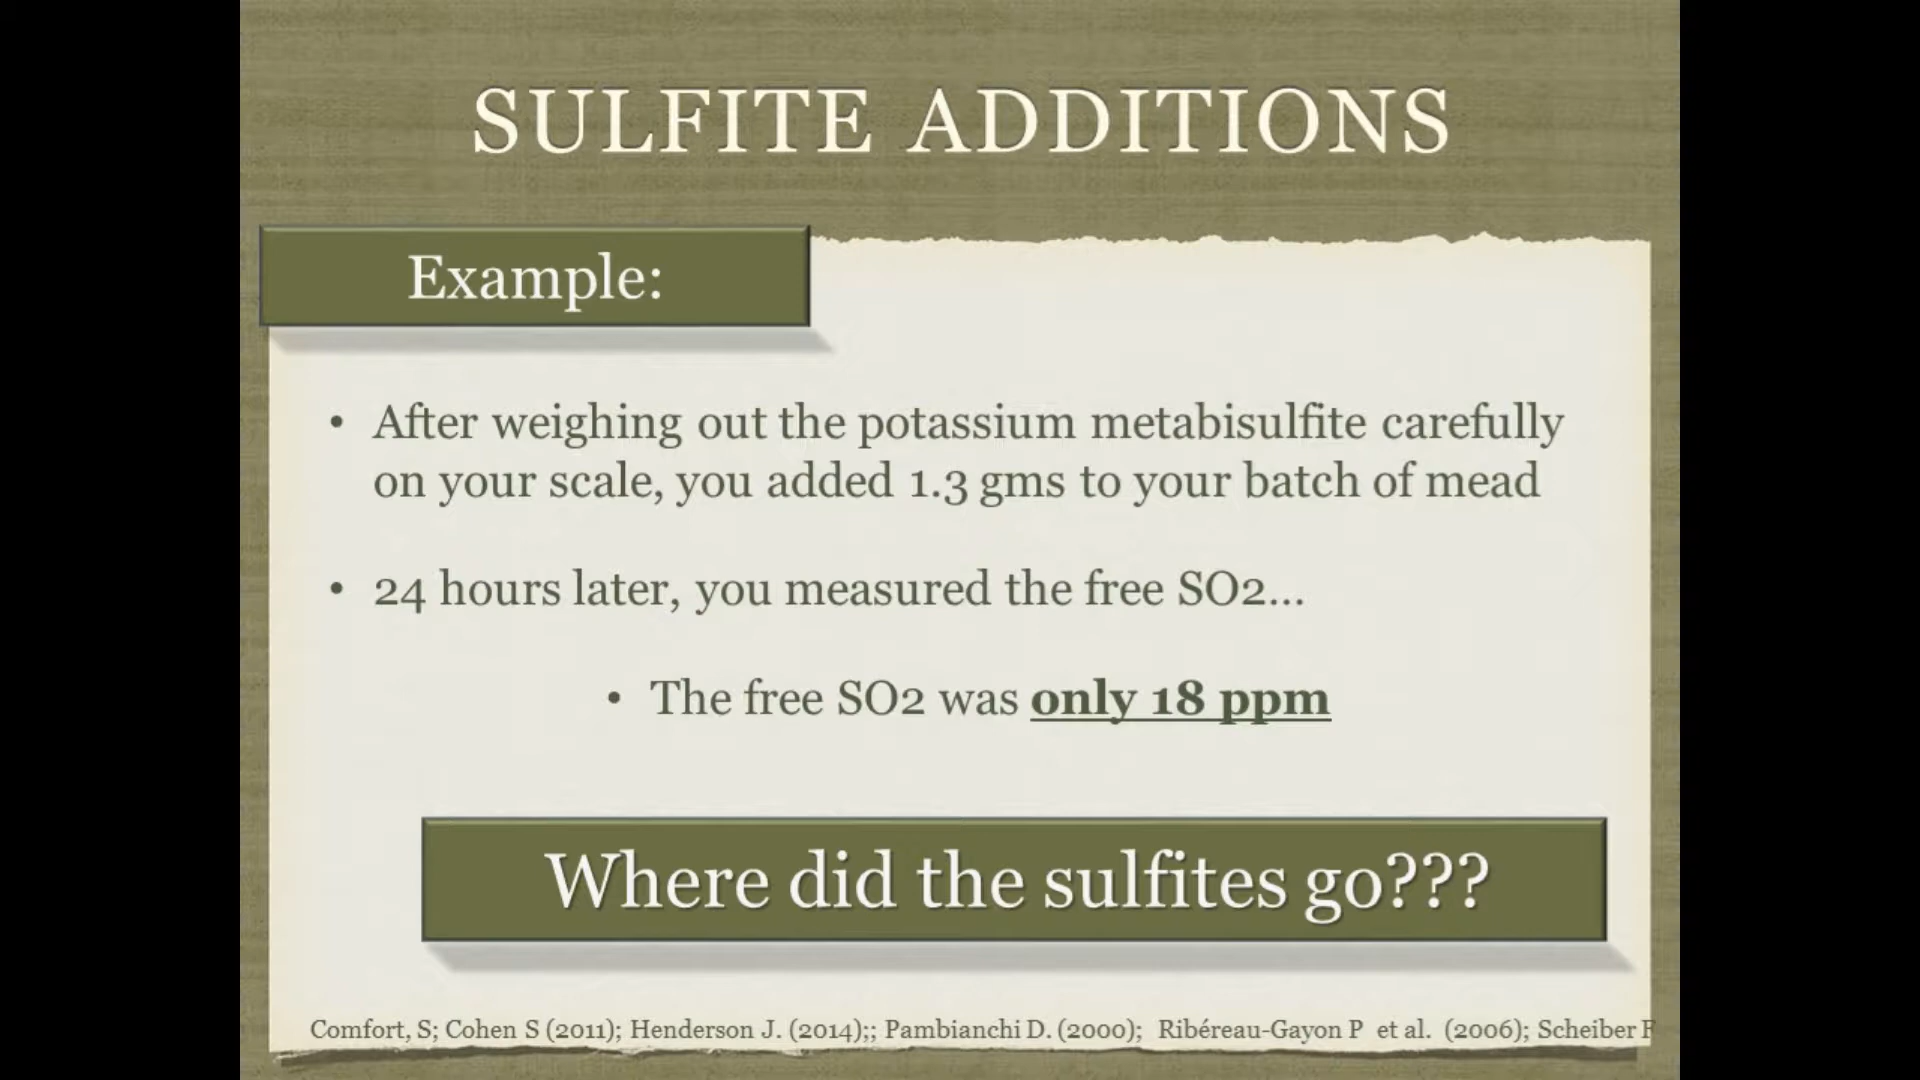 SULFITE ADDITIONS
Example:
• After weighing out the potassium metabisulfite carefully
on your scale, you added 1.3 gms to your batch of mead
• 24 hours later, you measured the free SO2...
• The free SO2 was only 18 ppm
Where did the sulfites go???
Comfort, S; Cohen S (2011); Henderson J. (2014);; Pambianchi D. (2000); Ribéreau-Gayon P et al. (2006); Scheiber F